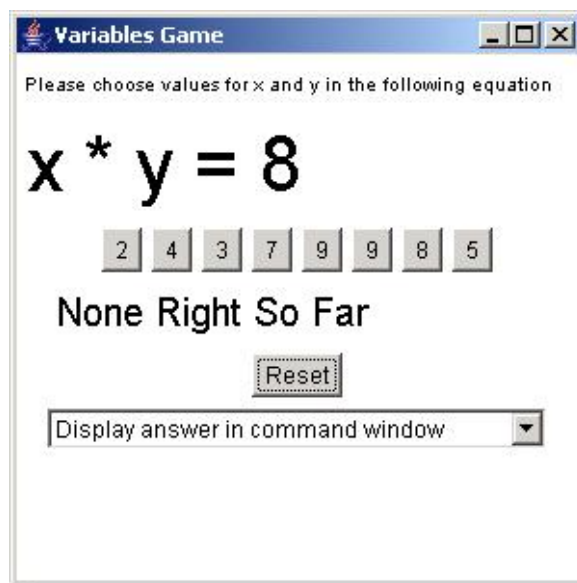 Variables Game
Please choose values for x and y in the following equation
x * y = 8
2 4 3 7 9 9 8 5
None Right So Far
Reset
Display answer in command window